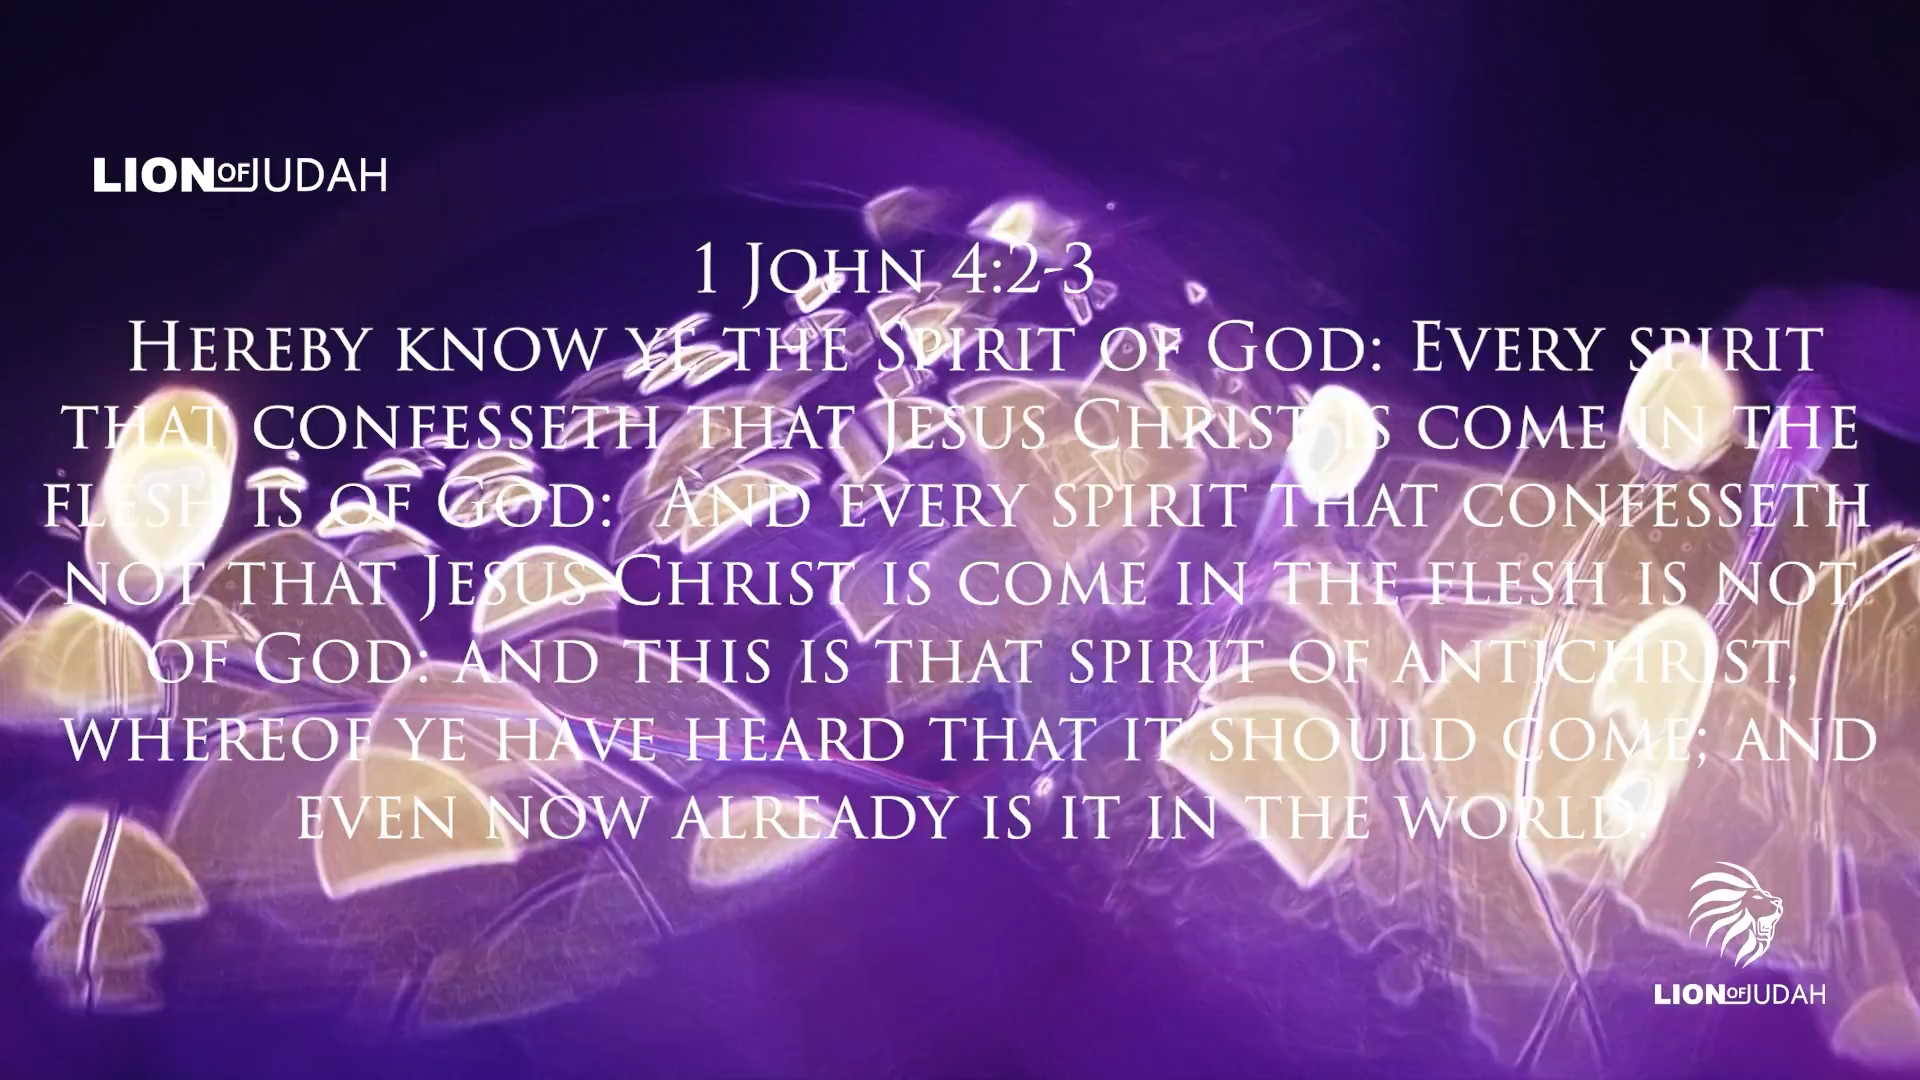 LION OF JUDAH
1 John 4:2-3
Hereby know ye the Spirit of God: Every spirit
that confesseth that Jesus Christ is come in the
flesh is of God: And every spirit that confesseth
not that Jesus Christ is come in the flesh is not
of God: and this is that spirit of antichrist,
whereof ye have heard that it should come; and
even now already is it in the world.
LION OF JUDAH